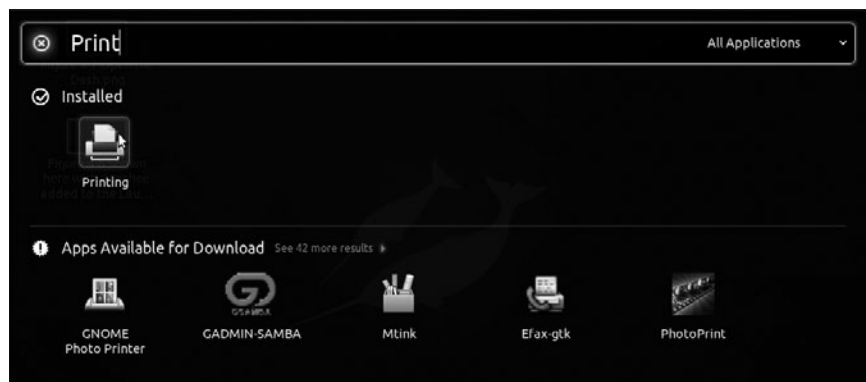 Print
All Applications
Installed
Printing
Apps Available for Download See 42 more results
GNOME
Photo Printer
GADMIN-SAMBA
Mtink
Efax-gtk
PhotoPrint